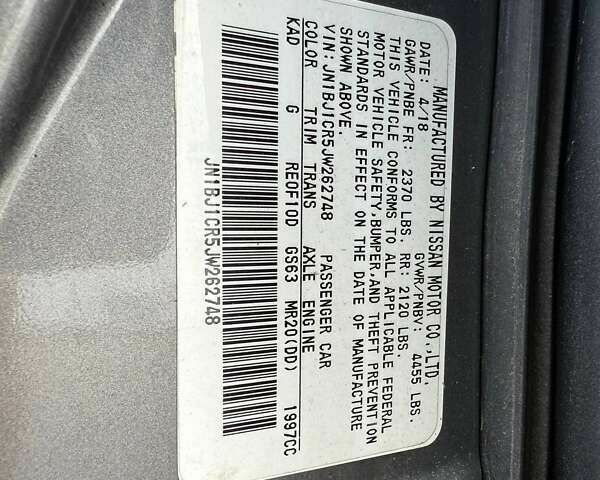 MANUFACTURED BY NISSAN MOTOR CO.,LTD.
DATE: 4/18 GVWR/PNBV: 4455 LBS.
GAWR/PNBE FR: 2370 LBS. RR: 2120 LBS.
THIS VEHICLE CONFORMS TO ALL APPLICABLE FEDERAL
MOTOR VEHICLE SAFETY,BUMPER,AND THEFT PREVENTION
STANDARDS IN EFFECT ON THE DATE OF MANUFACTURE
SHOWN ABOVE.
VIN:JN1BJ1CR5JW262748 PASSENGER CAR
COLOR TRIM TRANS AXLE ENGINE
KAD G RE0F10D GS63 MR20(DD) 1997CC
JN1BJ1CR5JW262748